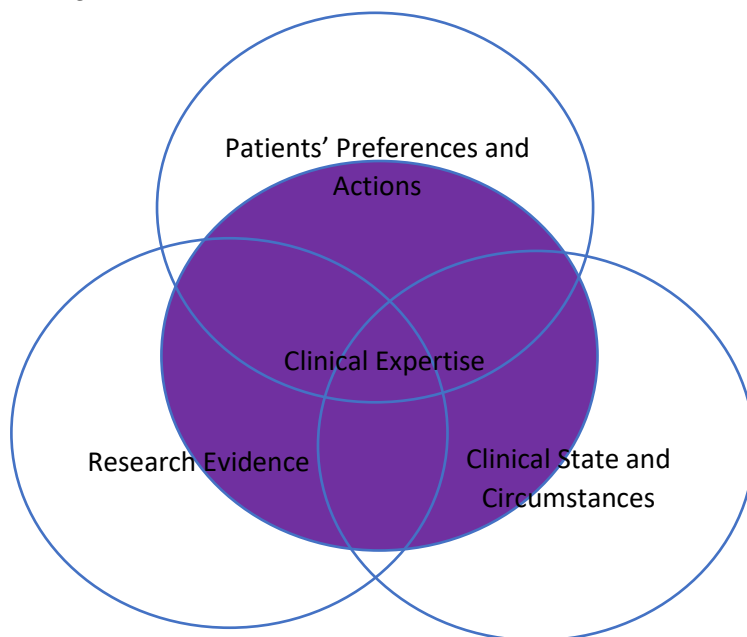 Patients’ Preferences and
Actions
Clinical Expertise
Research Evidence
Clinical State and
Circumstances